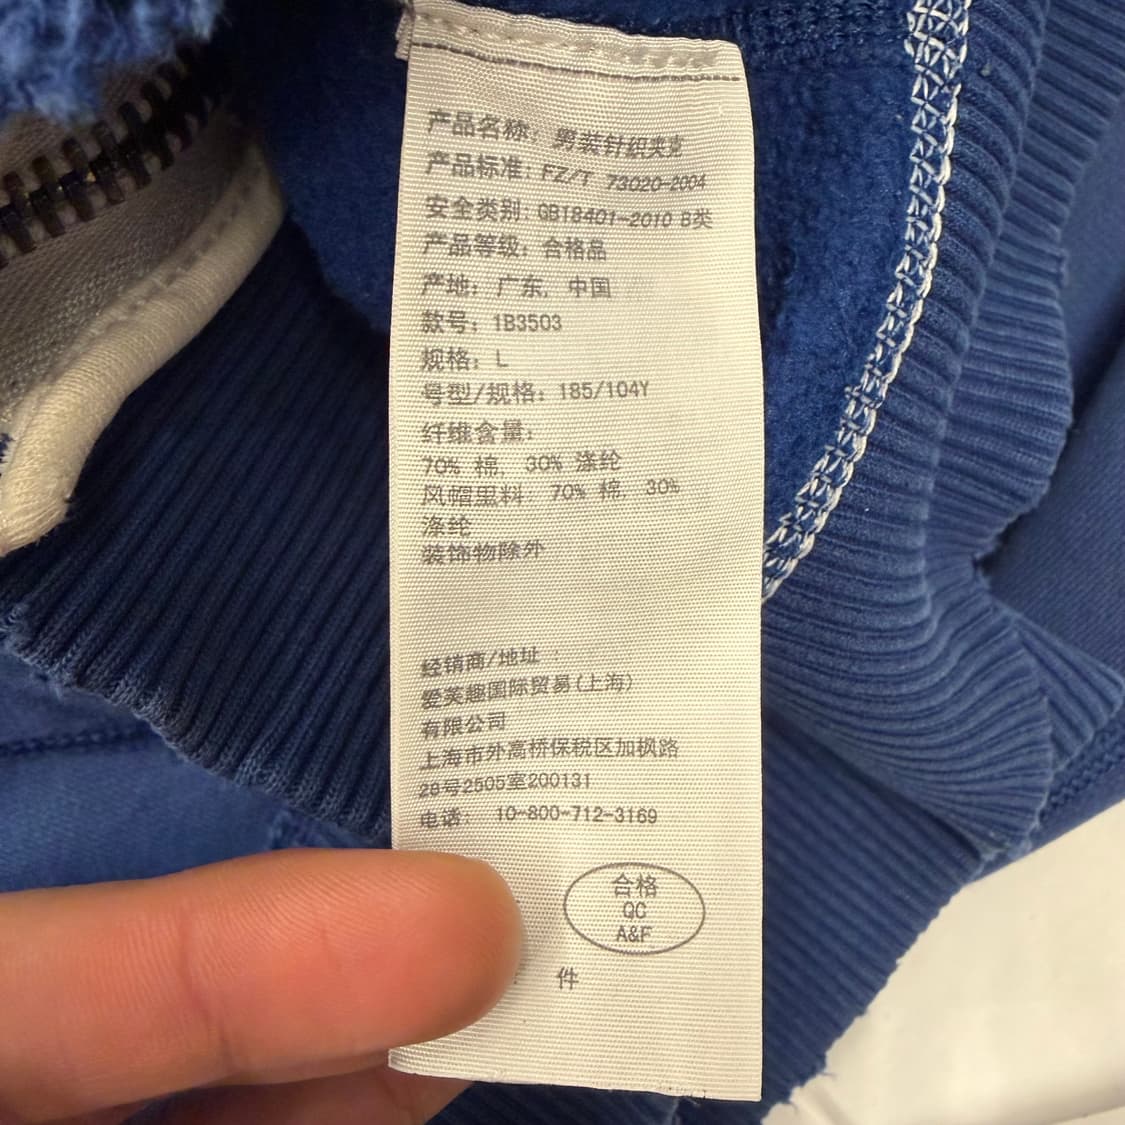 产品名称: 男装针织夹克
产品标准: FZ/T 73020-2004
安全类别: GB18401-2010 B类
产品等级: 合格品
产地: 广东, 中国
款号: 1B3503
规格: L
号型/规格: 185/104Y
纤维含量:
70% 棉, 30% 涤纶
风帽里料: 70% 棉, 30%
涤纶
装饰物除外
经销商/地址 :
爱芙趣国际贸易(上海)
有限公司
上海市外高桥保税区加枫路
28号2505室200131
电话: 10-800-712-3169
合格
QC
A&F
件